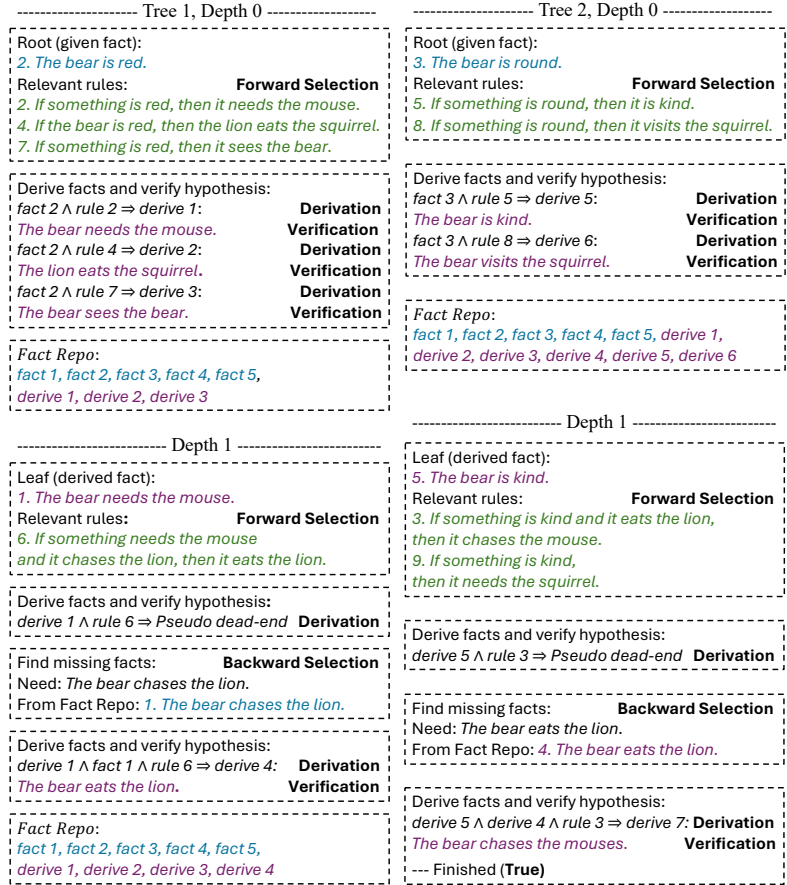 Tree 1, Depth 0
Root (given fact):
2. The bear is red.
Relevant rules: Forward Selection
2. If something is red, then it needs the mouse.
4. If the bear is red, then the lion eats the squirrel.
7. If something is red, then it sees the bear.
Derive facts and verify hypothesis:
fact 2 ∧ rule 2 ⇒ derive 1: Derivation
The bear needs the mouse. Verification
fact 2 ∧ rule 4 ⇒ derive 2: Derivation
The lion eats the squirrel. Verification
fact 2 ∧ rule 7 ⇒ derive 3: Derivation
The bear sees the bear. Verification
Fact Repo:
fact 1, fact 2, fact 3, fact 4, fact 5,
derive 1, derive 2, derive 3
Depth 1
Leaf (derived fact):
1. The bear needs the mouse.
Relevant rules: Forward Selection
6. If something needs the mouse
and it chases the lion, then it eats the lion.
Derive facts and verify hypothesis:
derive 1 ∧ rule 6 ⇒ Pseudo dead-end Derivation
Find missing facts: Backward Selection
Need: The bear chases the lion.
From Fact Repo: 1. The bear chases the lion.
Derive facts and verify hypothesis:
derive 1 ∧ fact 1 ∧ rule 6 ⇒ derive 4: Derivation
The bear eats the lion. Verification
Fact Repo:
fact 1, fact 2, fact 3, fact 4, fact 5,
derive 1, derive 2, derive 3, derive 4
Tree 2, Depth 0
Root (given fact):
3. The bear is round.
Relevant rules: Forward Selection
5. If something is round, then it is kind.
8. If something is round, then it visits the squirrel.
Derive facts and verify hypothesis:
fact 3 ∧ rule 5 ⇒ derive 5: Derivation
The bear is kind. Verification
fact 3 ∧ rule 8 ⇒ derive 6: Derivation
The bear visits the squirrel. Verification
Fact Repo:
fact 1, fact 2, fact 3, fact 4, fact 5, derive 1,
derive 2, derive 3, derive 4, derive 5, derive 6
Depth 1
Leaf (derived fact):
5. The bear is kind.
Relevant rules: Forward Selection
3. If something is kind and it eats the lion,
then it chases the mouse.
9. If something is kind,
then it needs the squirrel.
Derive facts and verify hypothesis:
derive 5 ∧ rule 3 ⇒ Pseudo dead-end Derivation
Find missing facts: Backward Selection
Need: The bear eats the lion.
From Fact Repo: 4. The bear eats the lion.
Derive facts and verify hypothesis:
derive 5 ∧ derive 4 ∧ rule 3 ⇒ derive 7: Derivation
The bear chases the mouses. Verification
--- Finished (True)